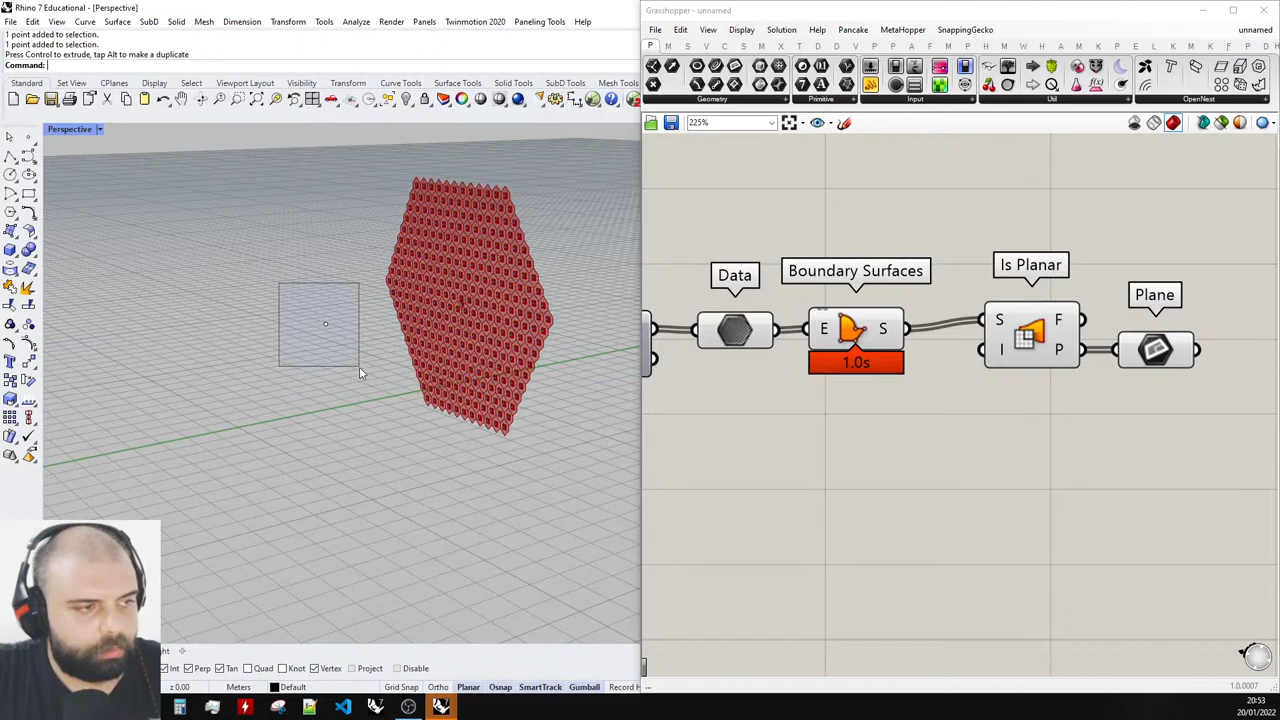 Rhino 7 Educational - [Perspective]
File Edit View Curve Surface SubD Solid Mesh Dimension Transform Tools Analyze Render Panels Twinmotion 2020 Paneling Tools Help
1 point added to selection.
1 point added to selection.
Press Control to extrude, tap Alt to make a duplicate
Command:
Standard Set View CPlanes Display Select Viewport Layout Visibility Transform Curve Tools Surface Tools Solid Tools SubD Tools Mesh Tools
Perspective
Int Perp Tan Quad Knot Vertex Project Disable
z 0.00 Meters Default Grid Snap Ortho Planar Osnap SmartTrack Gumball Record H
Grasshopper - unnamed
File Edit View Display Solution Help Pancake MetaHopper SnappingGecko unnamed
Geometry Primitive Input Util OpenNest
225%
Data
Boundary Surfaces
Is Planar
Plane
E S
1.0s
S F
I P
1.0.0007
20:53
20/01/2022